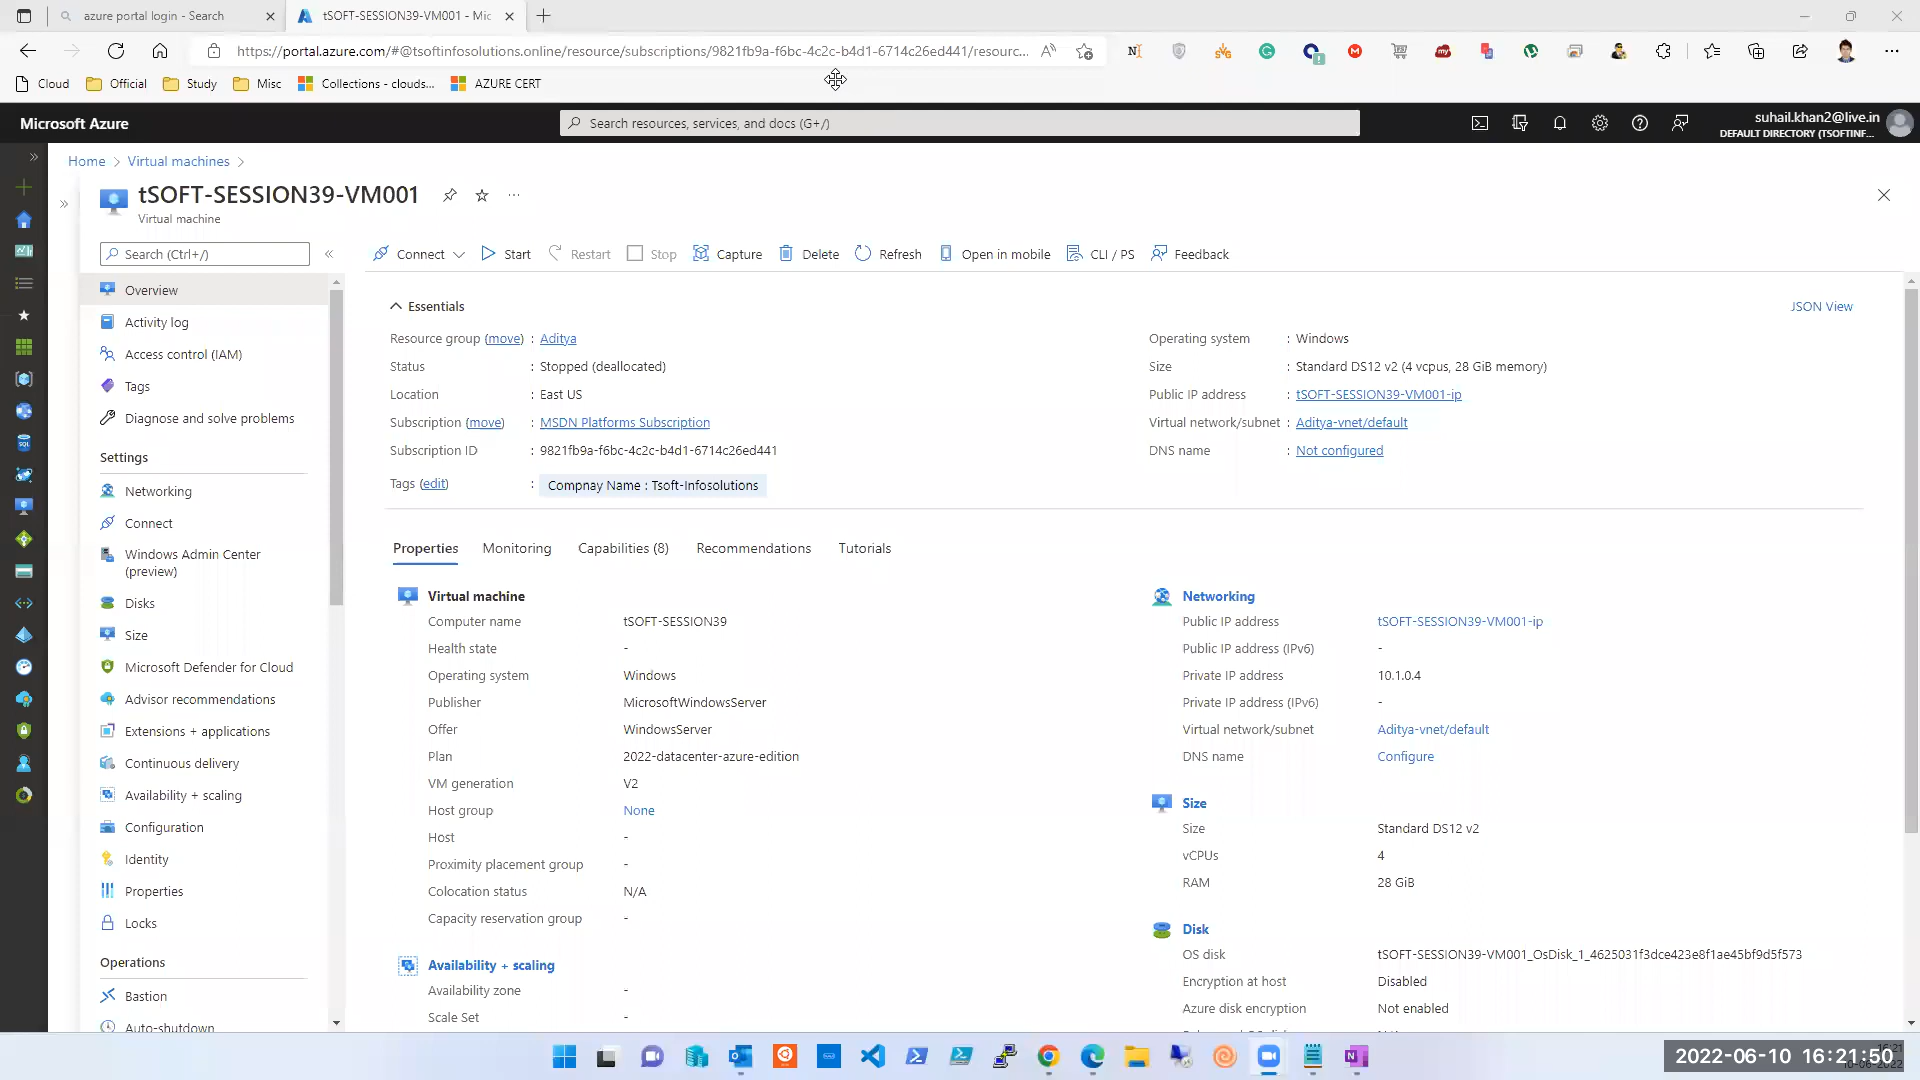 azure portal login - Search
tSOFT-SESSION39-VM001 - Mic
https://portal.azure.com/#@tsoftinfosolutions.online/resource/subscriptions/9821fb9a-f6bc-4c2c-b4d1-6714c26ed441/resourc...
Cloud Official Study Misc Collections - clouds... AZURE CERT
Microsoft Azure
Search resources, services, and docs (G+/)
suhail.khan2@live.in
DEFAULT DIRECTORY (TSOFTINF...
Home > Virtual machines >
tSOFT-SESSION39-VM001
Virtual machine
Search (Ctrl+/)
Connect Start Restart Stop Capture Delete Refresh Open in mobile CLI / PS Feedback
Overview
Activity log
Access control (IAM)
Tags
Diagnose and solve problems
Settings
Networking
Connect
Windows Admin Center
(preview)
Disks
Size
Microsoft Defender for Cloud
Advisor recommendations
Extensions + applications
Continuous delivery
Availability + scaling
Configuration
Identity
Properties
Locks
Operations
Bastion
Auto-shutdown
Essentials
JSON View
Resource group (move) : Aditya
Status : Stopped (deallocated)
Location : East US
Subscription (move) : MSDN Platforms Subscription
Subscription ID : 9821fb9a-f6bc-4c2c-b4d1-6714c26ed441
Tags (edit) : Compnay Name : Tsoft-Infosolutions
Operating system : Windows
Size : Standard DS12 v2 (4 vcpus, 28 GiB memory)
Public IP address : tSOFT-SESSION39-VM001-ip
Virtual network/subnet : Aditya-vnet/default
DNS name : Not configured
Properties Monitoring Capabilities (8) Recommendations Tutorials
Virtual machine
Computer name tSOFT-SESSION39
Health state -
Operating system Windows
Publisher MicrosoftWindowsServer
Offer WindowsServer
Plan 2022-datacenter-azure-edition
VM generation V2
Host group None
Host -
Proximity placement group -
Colocation status N/A
Capacity reservation group -
Availability + scaling
Availability zone -
Scale Set -
Networking
Public IP address tSOFT-SESSION39-VM001-ip
Public IP address (IPv6) -
Private IP address 10.1.0.4
Private IP address (IPv6) -
Virtual network/subnet Aditya-vnet/default
DNS name Configure
Size
Size Standard DS12 v2
vCPUs 4
RAM 28 GiB
Disk
OS disk tSOFT-SESSION39-VM001_OsDisk_1_4625031f3dce423e8f1ae45bf9d5f573
Encryption at host Disabled
Azure disk encryption Not enabled
2022-06-10 16:21:50